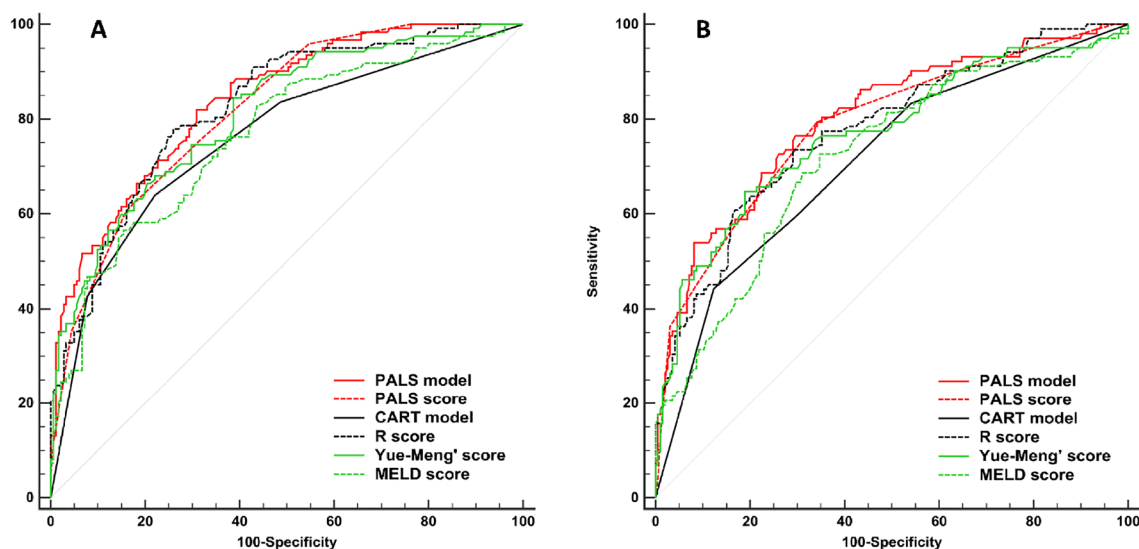 A
100
80
60
40
20
0
PALS model
PALS score
CART model
R score
Yue-Meng' score
MELD score
0 20 40 60 80 100
100-Specificity
B
Sensitivity
100
80
60
40
20
0
PALS model
PALS score
CART model
R score
Yue-Meng’ score
MELD score
0 20 40 60 80 100
100-Specificity